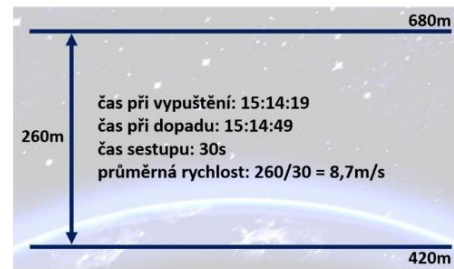 680m
čas při vypuštění: 15:14:19
čas při dopadu: 15:14:49
260m
čas sestupu: 30s
průměrná rychlost: 260/30 = 8,7m/s
420m